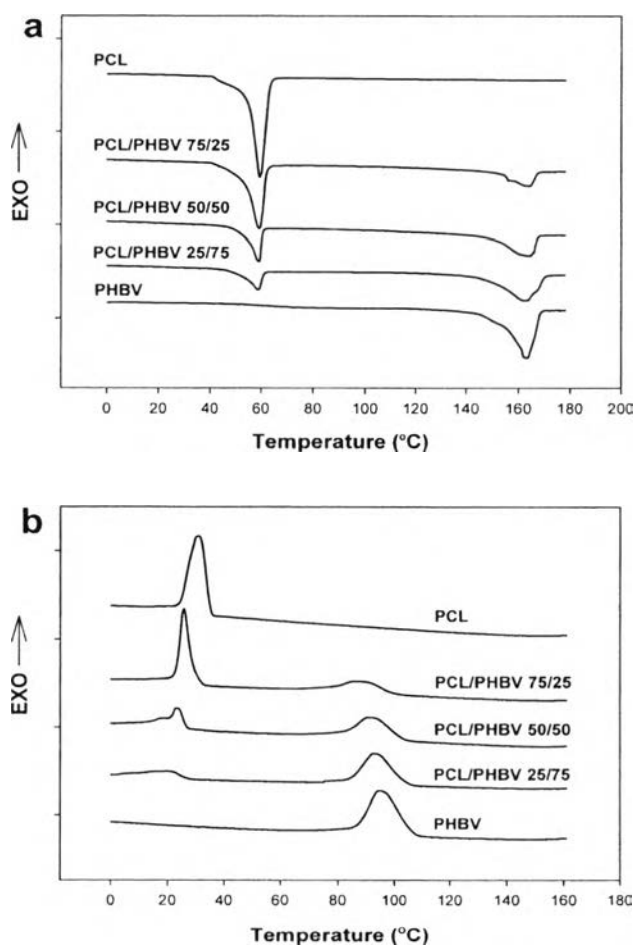 a
PCL
PCL/PHBV 75/25
PCL/PHBV 50/50
PCL/PHBV 25/75
PHBV
EXO
0 20 40 60 80 100 120 140 160 180 200
Temperature (°C)
b
PCL
PCL/PHBV 75/25
PCL/PHBV 50/50
PCL/PHBV 25/75
PHBV
EXO
0 20 40 60 80 100 120 140 160 180
Temperature (°C)